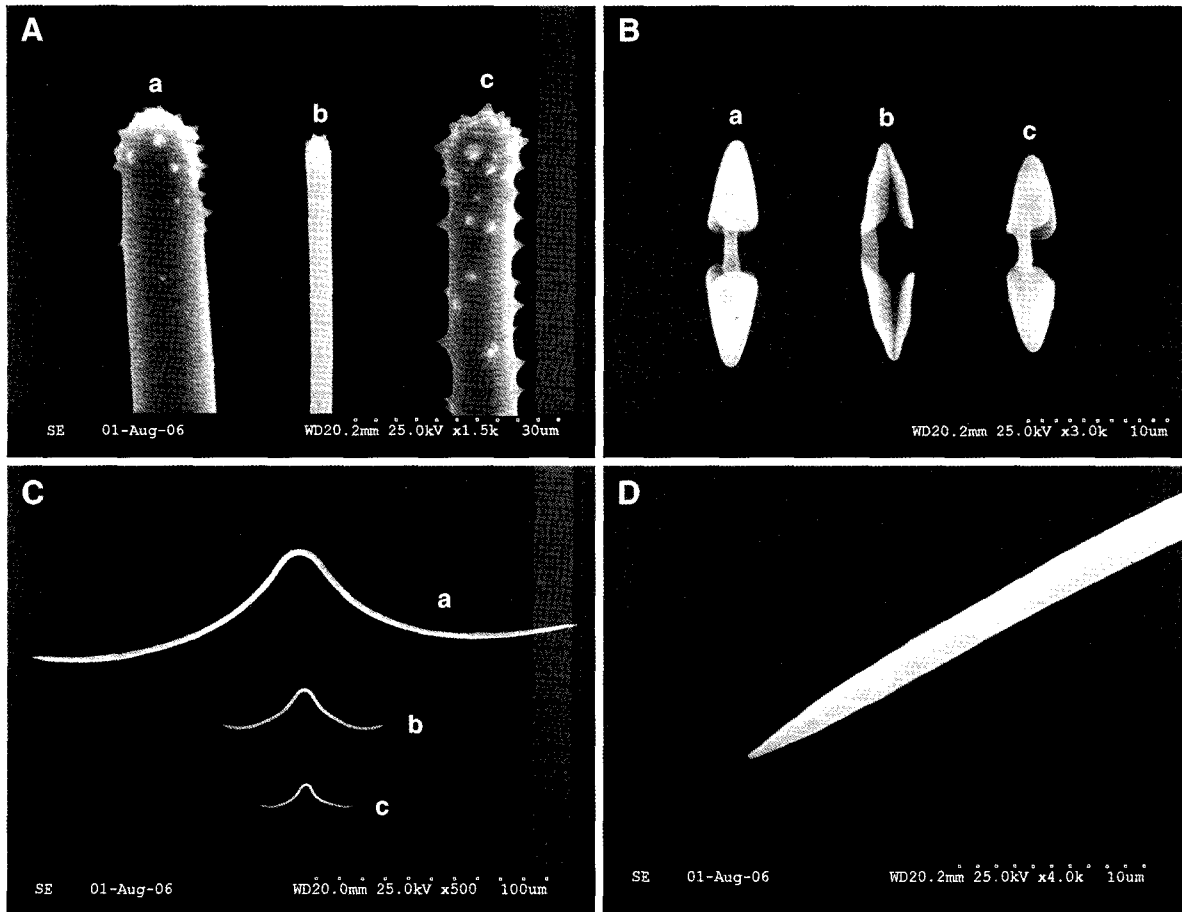 A
a
b
c
SE 01-Aug-06 WD20.2mm 25.0kV x1.5k 30um
B
a
b
c
WD20.2mm 25.0kV x3.0k 10um
C
a
b
c
SE 01-Aug-06 WD20.0mm 25.0kV x500 100um
D
SE 01-Aug-06 WD20.2mm 25.0kV x4.0k 10um